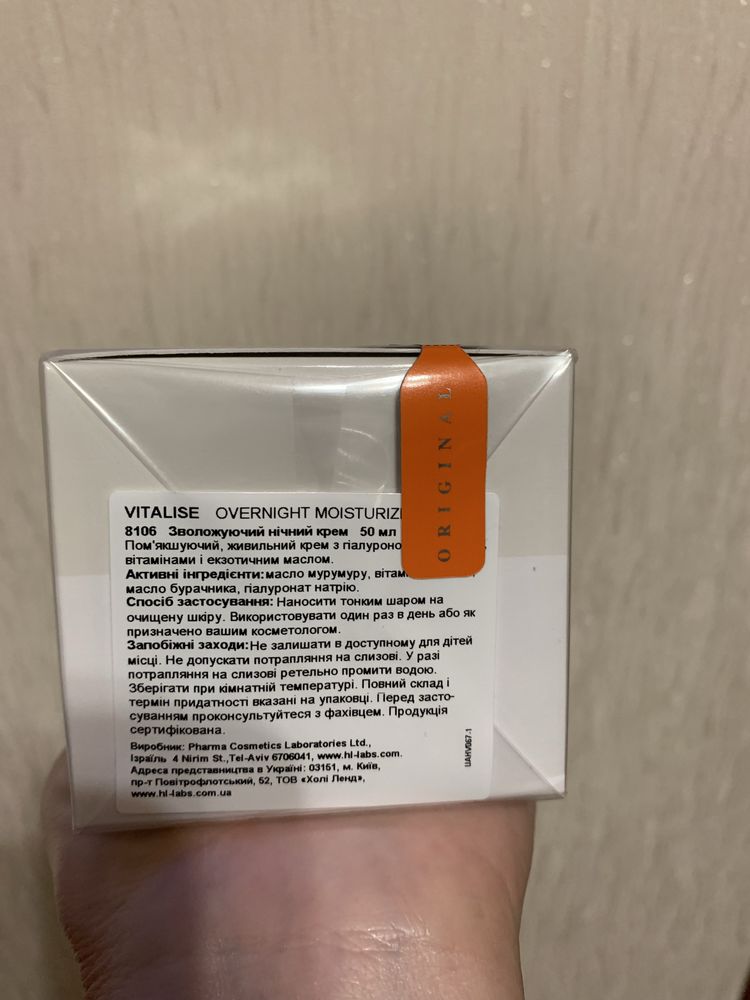 ORIGINAL
VITALISE OVERNIGHT MOISTURIZ
8106 Зволожуючий нічний крем 50 мл
Пом'якшуючий, живильний крем з
вітамінами і екзотичним маслом.
Активні інгредієнти: масло мурумуру,
масло бурачника, гіалуронат натрію.
Спосіб застосування: Наносити тонким шаром на
очищену шкіру. Використовувати один раз в день або як
призначено вашим косметологом.
Запобіжні заходи: Не залишати в доступному для дітей
місці. Не допускати потрапляння на слизові. У разі
потрапляння на слизові ретельно промити водою.
Зберігати при кімнатній температурі. Повний склад і
термін придатності вказані на упаковці. Перед засто-
суванням проконсультуйтеся з фахівцем. Продукція
сертифікована.
Виробник: Pharma Cosmetics Laboratories Ltd.,
Ізраїль 4 Nirim St.,Tel-Aviv 6706041, www.hl-labs.com.
Адреса представництва в Україні: 03151, м. Київ,
пр-т Повітрофлотський, 52, ТОВ «Холі Ленд»,
www.hl-labs.com.ua
UAHV067-1